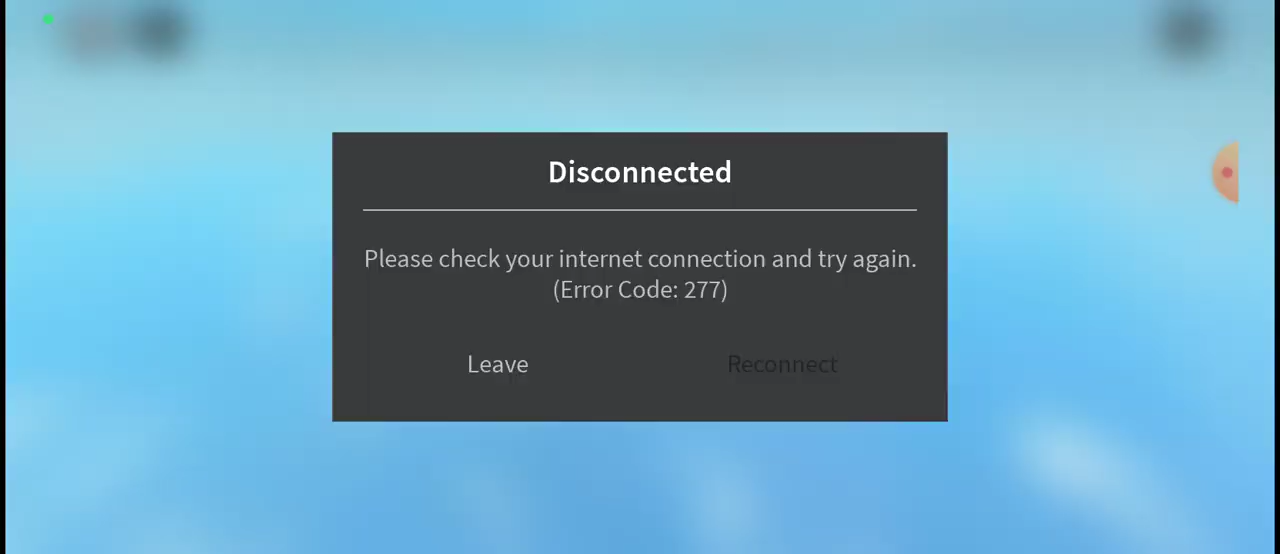 Disconnected
Please check your internet connection and try again.
(Error Code: 277)
Leave
Reconnect